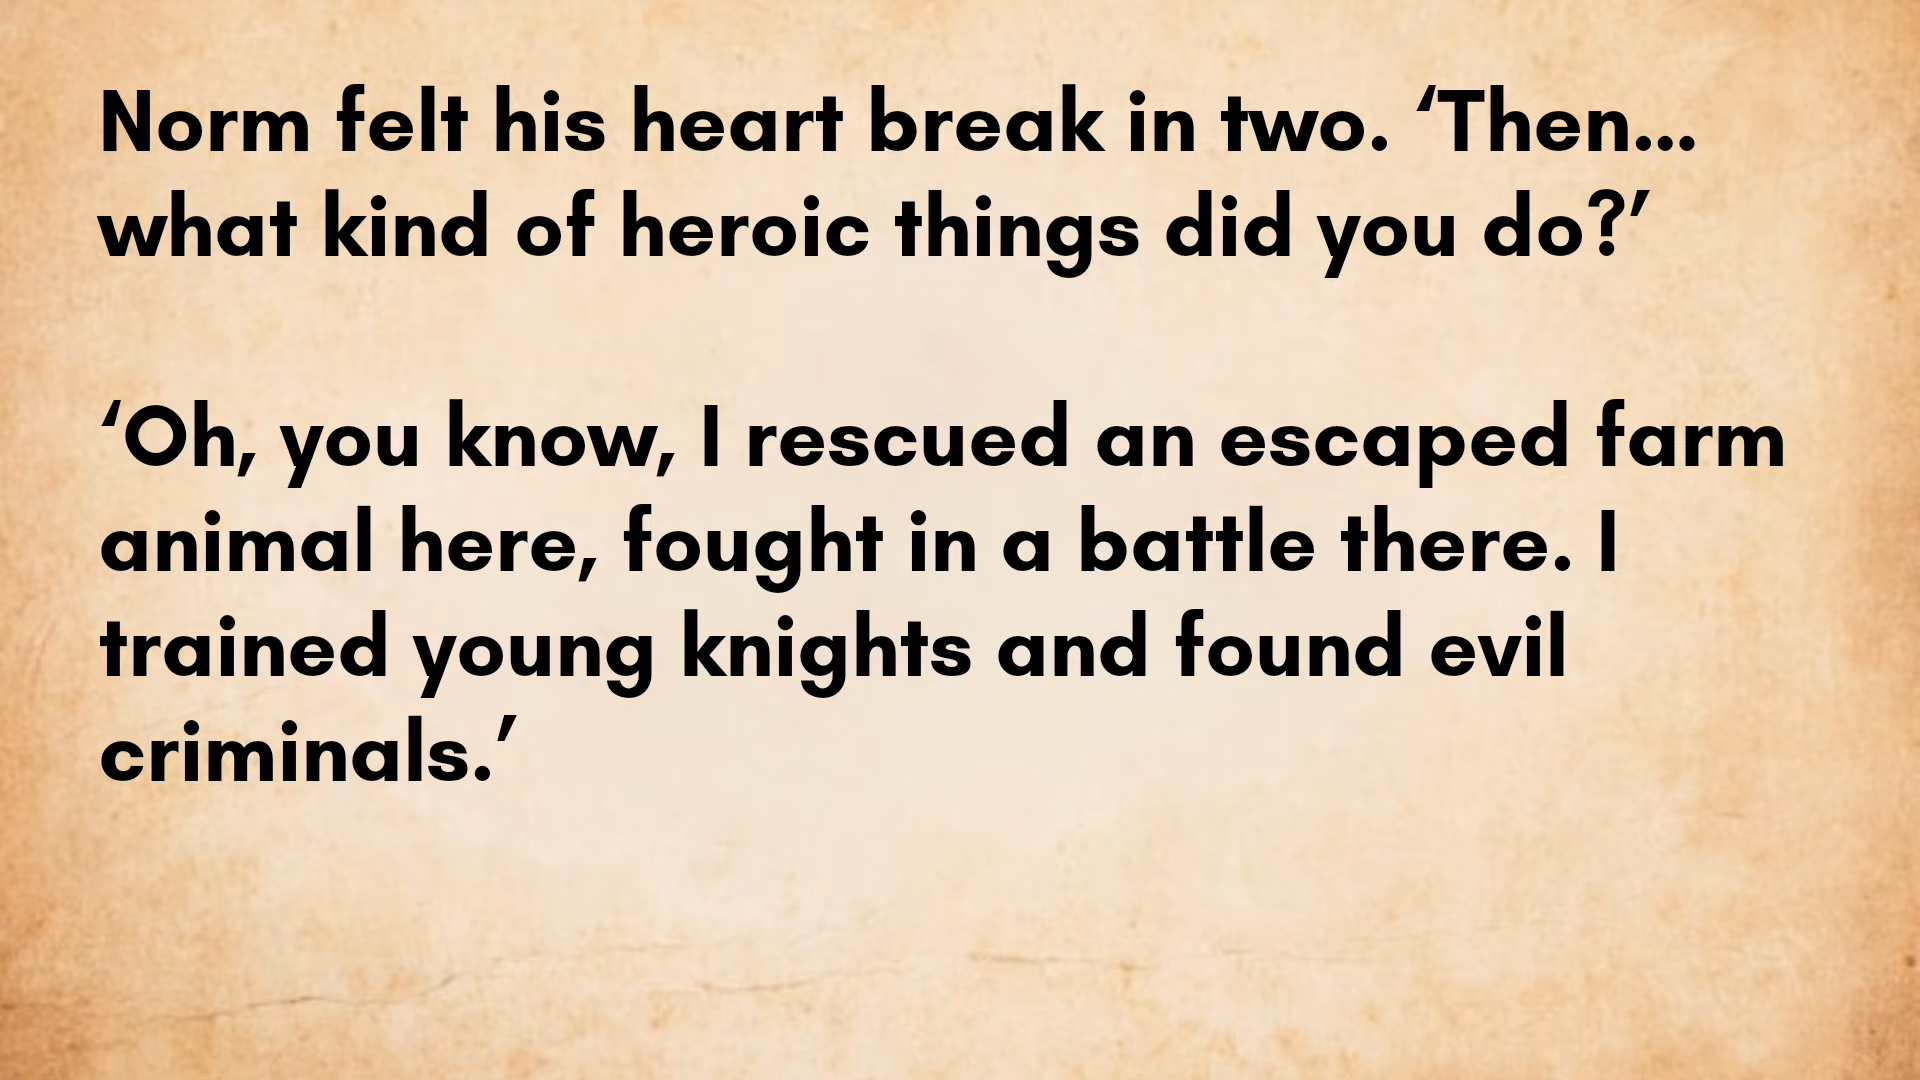 Norm felt his heart break in two. ‘Then...
what kind of heroic things did you do?’
‘Oh, you know, I rescued an escaped farm
animal here, fought in a battle there. I
trained young knights and found evil
criminals.’